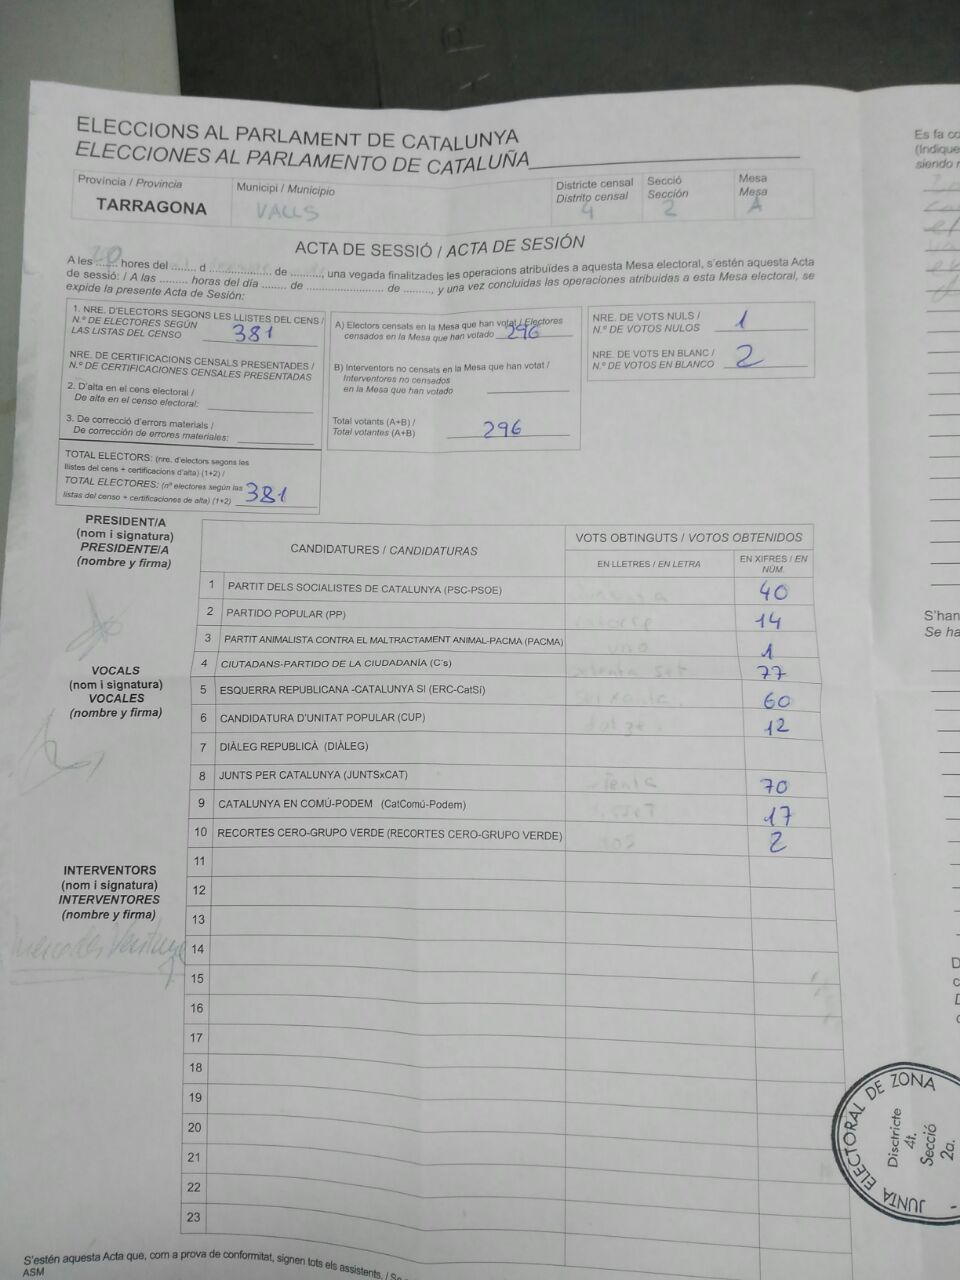 ELECCIONS AL PARLAMENT DE CATALUNYA
ELECCIONES AL PARLAMENTO DE CATALUÑA
Província / Provincia
TARRAGONA
Municipi / Municipio
VALLS
Districte censal
Distrito censal
4
Secció
Sección
2
Mesa
Mesa
A
ACTA DE SESSIÓ / ACTA DE SESIÓN
A les 20 hores del ........ d ..................... de .........., una vegada finalitzades les operacions atribuïdes a aquesta Mesa electoral, s'estén aquesta Acta
de sessió: / A las ......... horas del día ........ de ........................ de ........., y una vez concluidas las operaciones atribuidas a esta Mesa electoral, se
expide la presente Acta de Sesión:
1. NRE. D'ELECTORS SEGONS LES LLISTES DEL CENS /
N.º DE ELECTORES SEGÚN
LAS LISTAS DEL CENSO 381
NRE. DE CERTIFICACIONS CENSALS PRESENTADES /
N.º DE CERTIFICACIONES CENSALES PRESENTADAS
2. D'alta en el cens electoral /
De alta en el censo electoral:
3. De correcció d'errors materials /
De corrección de errores materiales:
TOTAL ELECTORS: (nre. d'electors segons les
llistes del cens + certificacions d'alta) (1+2) /
TOTAL ELECTORES: (nº electores según las
listas del censo + certificaciones de alta) (1+2) 381
A) Electors censats en la Mesa que han votat / Electores
censados en la Mesa que han votado 296
B) Interventors no censats en la Mesa que han votat /
Interventores no censados
en la Mesa que han votado
Total votants (A+B) /
Total votantes (A+B) 296
NRE. DE VOTS NULS /
N.º DE VOTOS NULOS 1
NRE. DE VOTS EN BLANC /
N.º DE VOTOS EN BLANCO 2
PRESIDENT/A
(nom i signatura)
PRESIDENTE/A
(nombre y firma)
VOCALS
(nom i signatura)
VOCALES
(nombre y firma)
INTERVENTORS
(nom i signatura)
INTERVENTORES
(nombre y firma)
CANDIDATURES / CANDIDATURAS
VOTS OBTINGUTS / VOTOS OBTENIDOS
EN LLETRES / EN LETRA
EN XIFRES / EN
NÚM.
1 PARTIT DELS SOCIALISTES DE CATALUNYA (PSC-PSOE) 40
2 PARTIDO POPULAR (PP) 14
3 PARTIT ANIMALISTA CONTRA EL MALTRACTAMENT ANIMAL-PACMA (PACMA) uno 1
4 CIUTADANS-PARTIDO DE LA CIUDADANÍA (C's) 77
5 ESQUERRA REPUBLICANA -CATALUNYA SI (ERC-CatSí) 60
6 CANDIDATURA D'UNITAT POPULAR (CUP) 12
7 DIÀLEG REPUBLICÀ (DIÀLEG)
8 JUNTS PER CATALUNYA (JUNTSxCAT) 70
9 CATALUNYA EN COMÚ-PODEM (CatComú-Podem) 17
10 RECORTES CERO-GRUPO VERDE (RECORTES CERO-GRUPO VERDE) 2
11
12
13
14
15
16
17
18
19
20
21
22
23
S'estén aquesta Acta que, com a prova de conformitat, signen tots els assistents.
ASM
Es fa co
(Indique
siendo
S'han
Se ha
JUNTA ELECTORAL DE ZONA
Disctricte
4t.
Secció
2a.